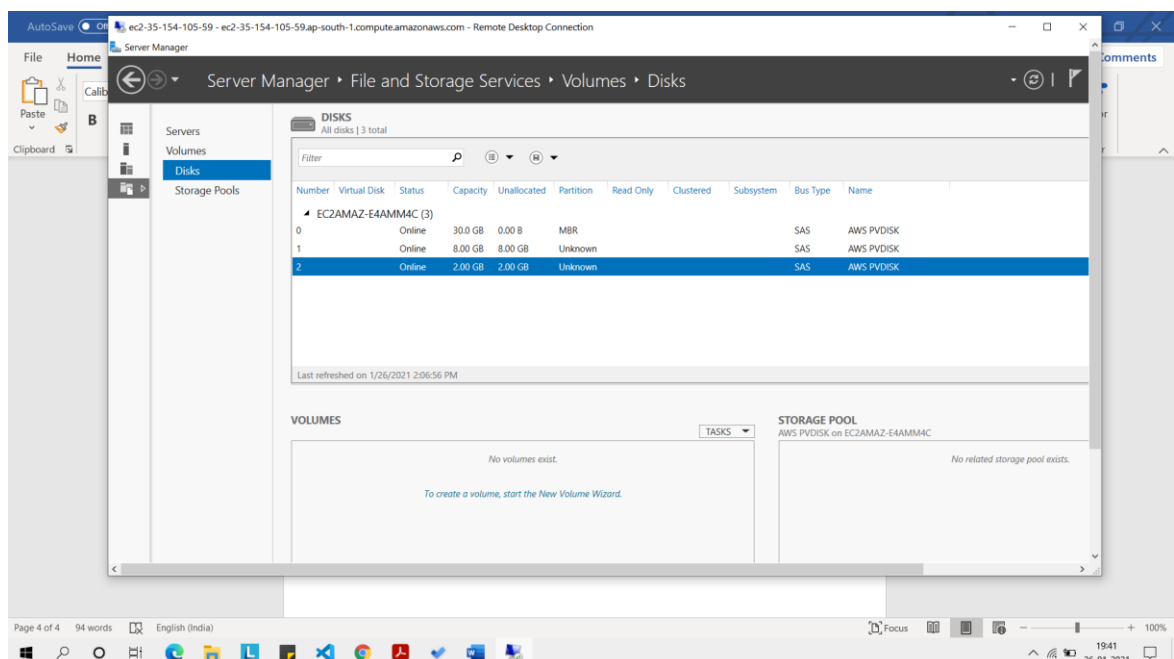 AutoSave Off
ec2-35-154-105-59 - ec2-35-154-105-59.ap-south-1.compute.amazonaws.com - Remote Desktop Connection
Server Manager
File Home
Comments
Server Manager ‣ File and Storage Services ‣ Volumes ‣ Disks
Calib
Paste
B
Clipboard
Servers
Volumes
Disks
Storage Pools
DISKS
All disks | 3 total
Filter
Number Virtual Disk Status Capacity Unallocated Partition Read Only Clustered Subsystem Bus Type Name
EC2AMAZ-E4AMM4C (3)
0 Online 30.0 GB 0.00 B MBR SAS AWS PVDISK
1 Online 8.00 GB 8.00 GB Unknown SAS AWS PVDISK
2 Online 2.00 GB 2.00 GB Unknown SAS AWS PVDISK
Last refreshed on 1/26/2021 2:06:56 PM
VOLUMES
TASKS
No volumes exist.
To create a volume, start the New Volume Wizard.
STORAGE POOL
AWS PVDISK on EC2AMAZ-E4AMM4C
No related storage pool exists.
Page 4 of 4 94 words English (India) Focus 100%
19:41
26-01-2021